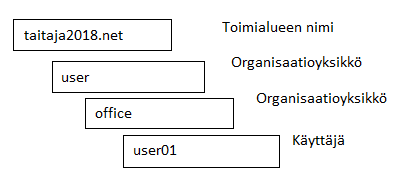 taitaja2018.net Toimialueen nimi
user Organisaatioyksikkö
office Organisaatioyksikkö
user01 Käyttäjä